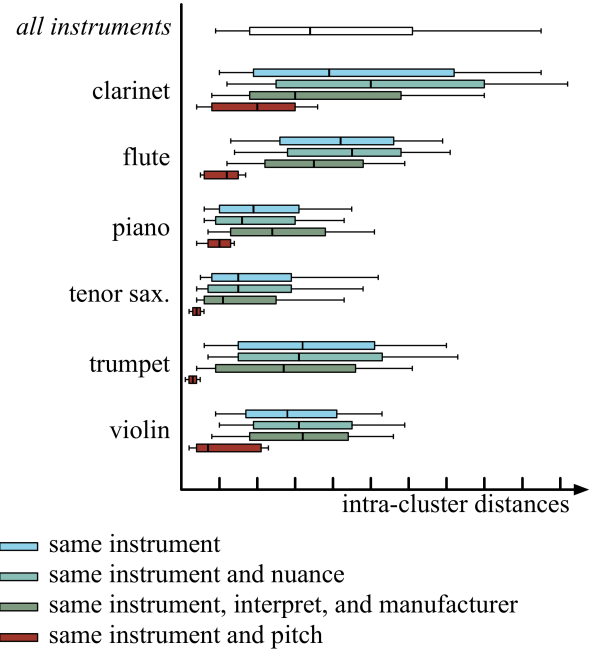 all instruments
clarinet
flute
piano
tenor sax.
trumpet
violin
intra-cluster distances
same instrument
same instrument and nuance
same instrument, interpret, and manufacturer
same instrument and pitch